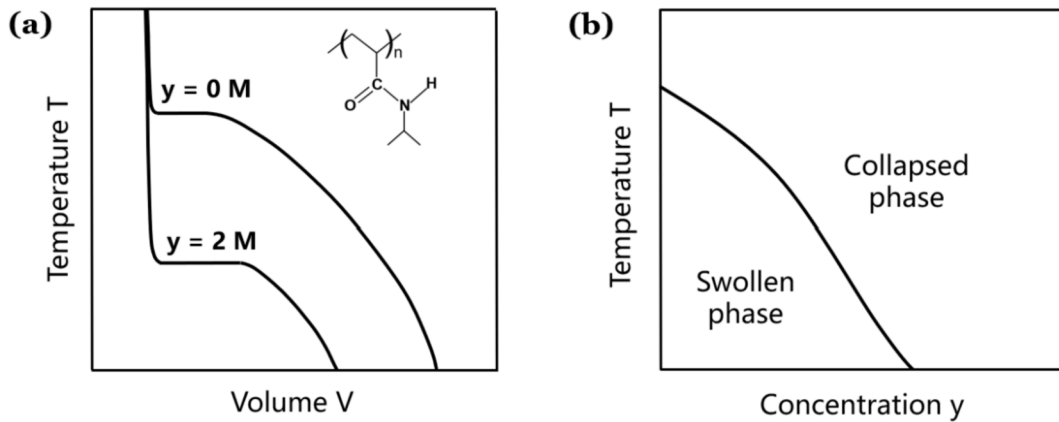 (a)
Temperature T
y = 0 M
y = 2 M
n
C
O
N
H
Volume V
(b)
Temperature T
Collapsed
phase
Swollen
phase
Concentration y